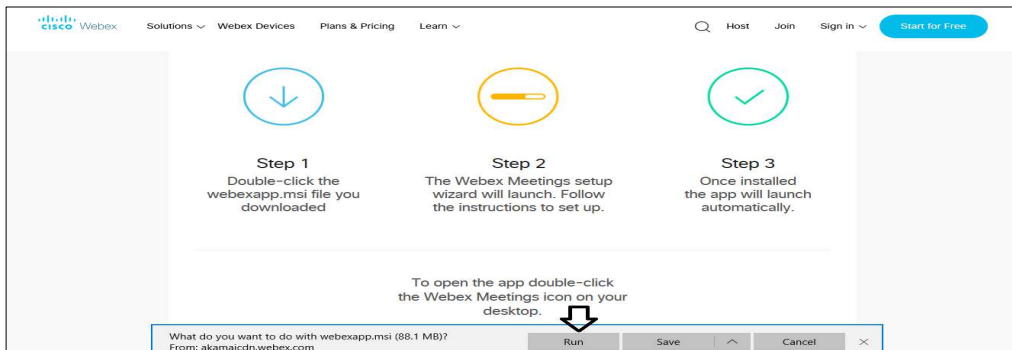 cisco Webex Solutions Webex Devices Plans & Pricing Learn Host Join Sign in Start for Free
Step 1
Double-click the
webexapp.msi file you
downloaded
Step 2
The Webex Meetings setup
wizard will launch. Follow
the instructions to set up.
Step 3
Once installed
the app will launch
automatically.
To open the app double-click
the Webex Meetings icon on your
desktop.
What do you want to do with webexapp.msi (88.1 MB)?
From: akamaicdn.webex.com
Run Save Cancel